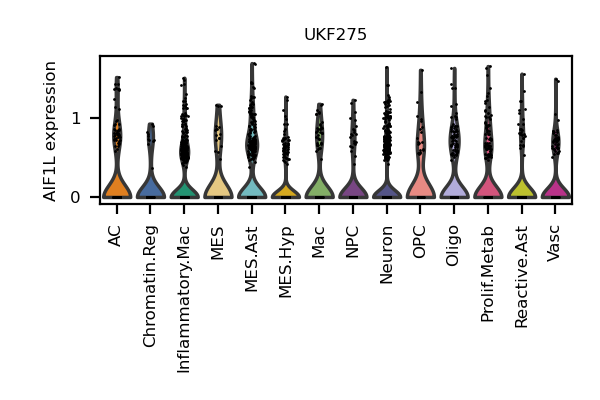 UKF275
AIF1L expression
1
0
AC
Chromatin.Reg
Inflammatory.Mac
MES
MES.Ast
MES.Hyp
Mac
NPC
Neuron
OPC
Oligo
Prolif.Metab
Reactive.Ast
Vasc